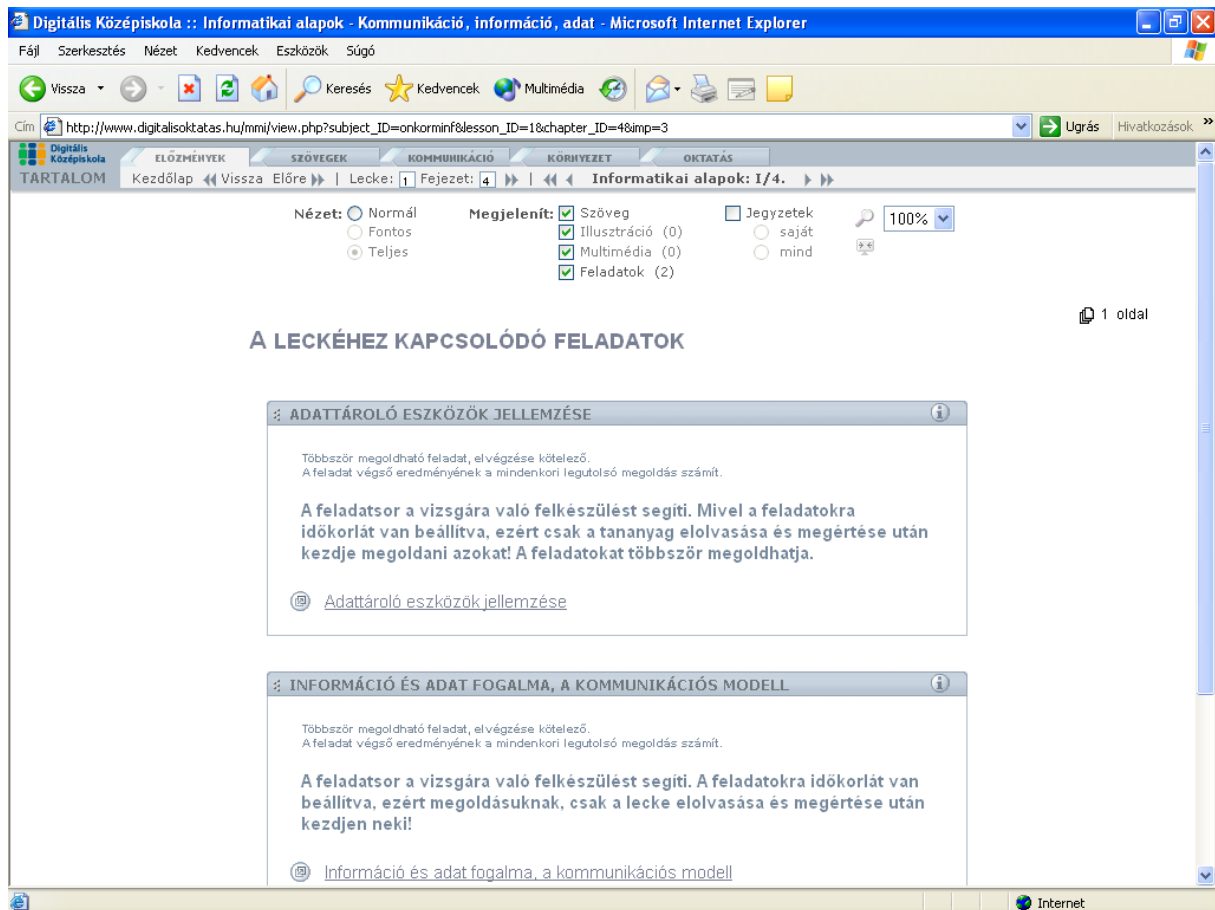 Digitális Középiskola :: Informatikai alapok - Kommunikáció, információ, adat - Microsoft Internet Explorer
Fájl Szerkesztés Nézet Kedvencek Eszközök Súgó
Vissza Keresés Kedvencek Multimédia
Cím http://www.digitalisoktatas.hu/mmi/view.php?subject_ID=onkorminf&lesson_ID=1&chapter_ID=4&imp=3 Ugrás Hivatkozások »
Digitális Középiskola ELŐZMÉNYEK SZÖVEGEK KOMMUNIKÁCIÓ KÖRNYEZET OKTATÁS
TARTALOM Kezdőlap Vissza Előre | Lecke: 1 Fejezet: 4 | Informatikai alapok: I/4.
Nézet: Normál Megjelenít: Szöveg Jegyzetek 100%
Fontos Illusztráció (0) saját
Teljes Multimédia (0) mind
Feladatok (2)
1 oldal
A LECKÉHEZ KAPCSOLÓDÓ FELADATOK
ADATTÁROLÓ ESZKÖZÖK JELLEMZÉSE
Többször megoldható feladat, elvégzése kötelező.
A feladat végső eredményének a mindenkori legutolsó megoldás számít.
A feladatsor a vizsgára való felkészülést segíti. Mivel a feladatokra
időkorlát van beállítva, ezért csak a tananyag elolvasása és megértése után
kezdje megoldani azokat! A feladatokat többször megoldhatja.
Adattároló eszközök jellemzése
INFORMÁCIÓ ÉS ADAT FOGALMA, A KOMMUNIKÁCIÓS MODELL
Többször megoldható feladat, elvégzése kötelező.
A feladat végső eredményének a mindenkori legutolsó megoldás számít.
A feladatsor a vizsgára való felkészülést segíti. A feladatokra időkorlát van
beállítva, ezért megoldásuknak, csak a lecke elolvasása és megértése után
kezdjen neki!
Információ és adat fogalma, a kommunikációs modell
Internet